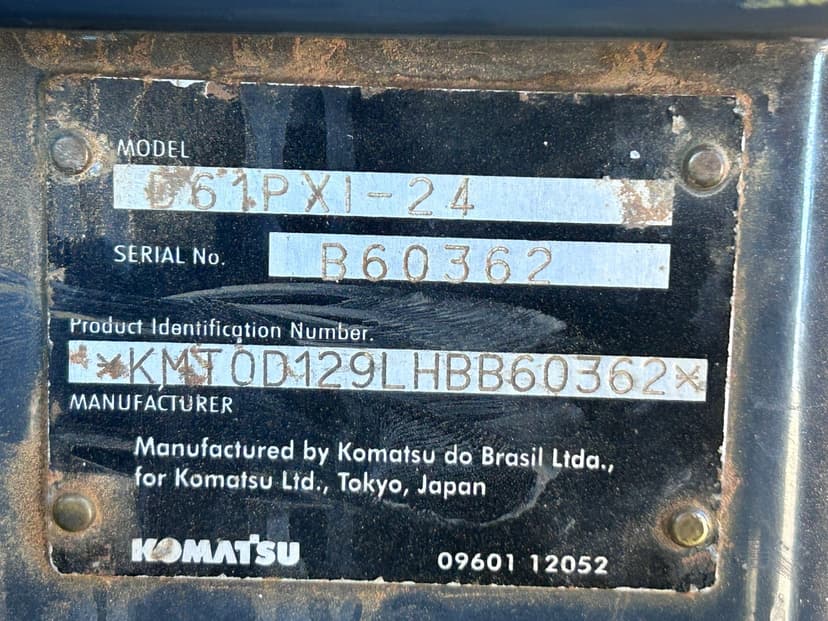 MODEL
D61PXI-24
SERIAL No. B60362
Product Identification Number.
*KMT0D129LHBB60362*
MANUFACTURER
Manufactured by Komatsu do Brasil Ltda.,
for Komatsu Ltd., Tokyo, Japan
KOMATSU
09601 12052